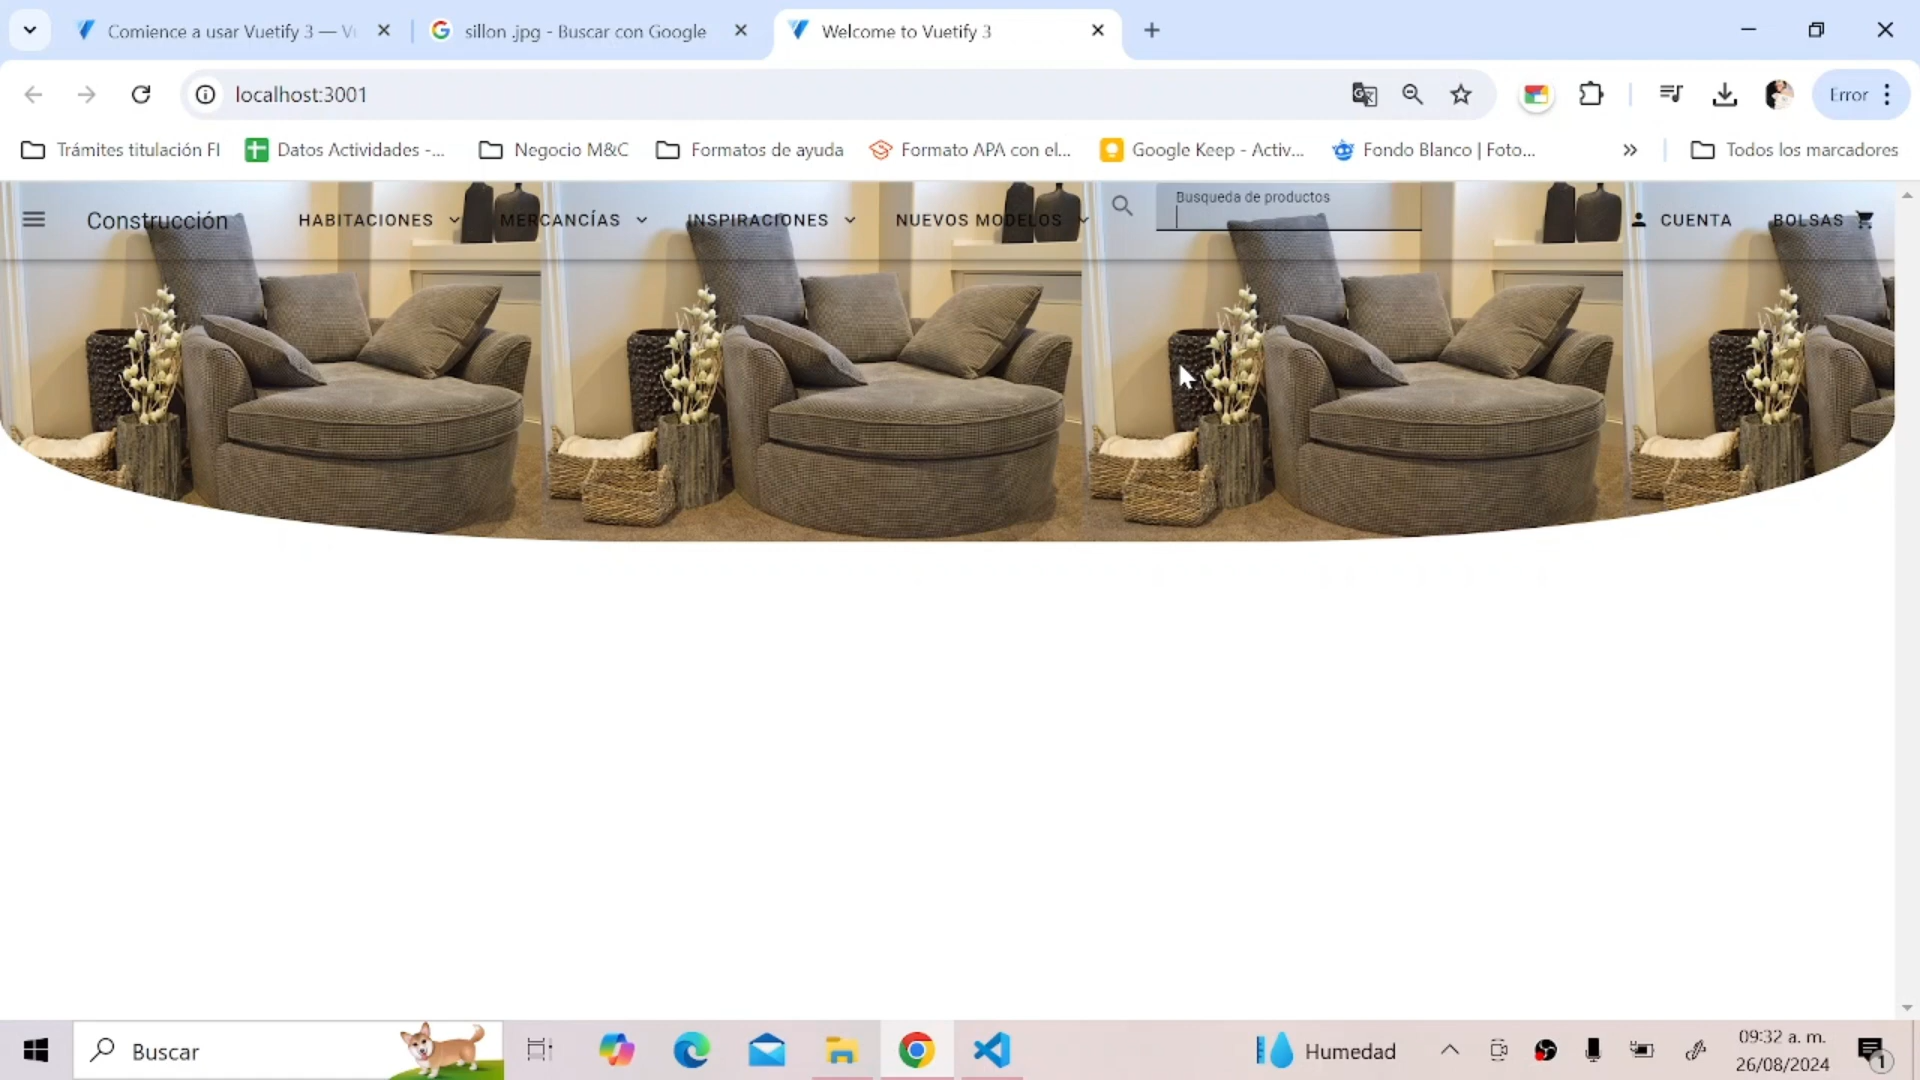 Comience a usar Vuetify 3 — Vu
sillon .jpg - Buscar con Google
Welcome to Vuetify 3
localhost:3001
Error
Trámites titulación FI
Datos Actividades -...
Negocio M&C
Formatos de ayuda
Formato APA con el...
Google Keep - Activ...
Fondo Blanco | Foto...
Todos los marcadores
Construcción
HABITACIONES
MERCANCÍAS
INSPIRACIONES
NUEVOS MODELOS
Busqueda de productos
CUENTA
BOLSAS
Buscar
Humedad
09:32 a. m.
26/08/2024
1